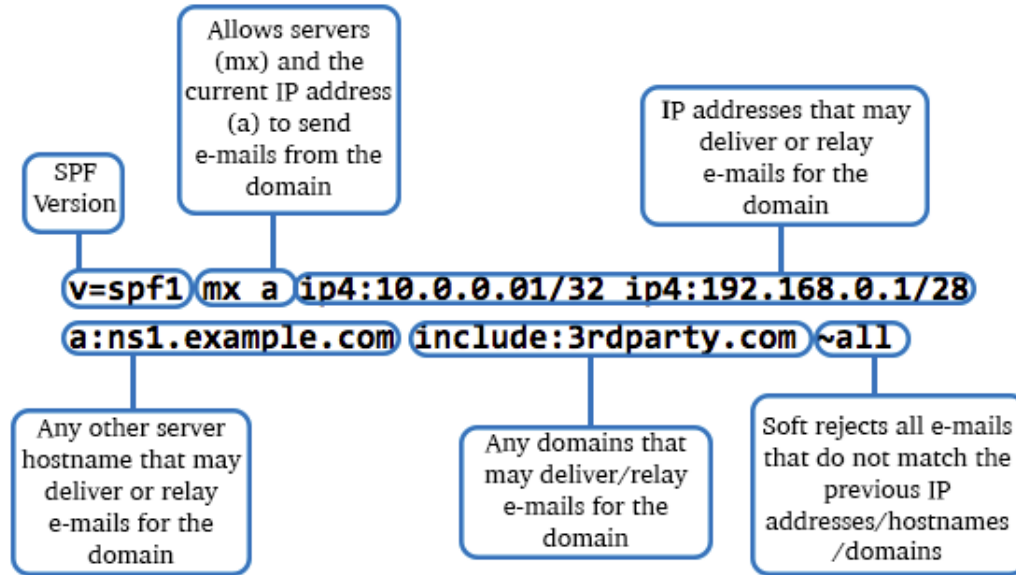 Allows servers
(mx) and the
current IP address
(a) to send
e-mails from the
domain
IP addresses that may
deliver or relay
e-mails for the
domain
SPF
Version
v=spf1 mx a ip4:10.0.0.01/32 ip4:192.168.0.1/28
a:ns1.example.com include:3rdparty.com ~all
Any other server
hostname that may
deliver or relay
e-mails for the
domain
Any domains that
may deliver/relay
e-mails for the
domain
Soft rejects all e-mails
that do not match the
previous IP
addresses/hostnames
/domains